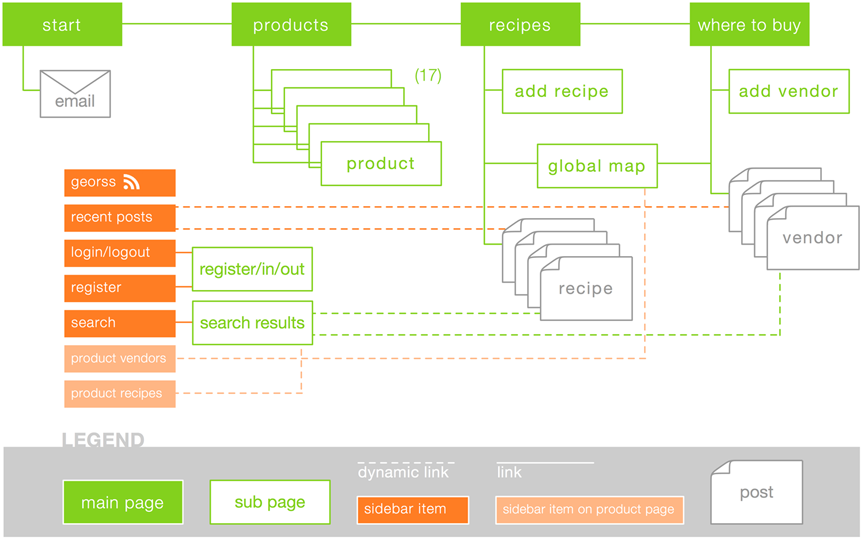 start
products
recipes
where to buy
email
(17)
add recipe
add vendor
product
global map
georss
recent posts
login/logout
register
search
product vendors
product recipes
register/in/out
search results
recipe
vendor
LEGEND
main page
sub page
dynamic link
sidebar item
link
sidebar item on product page
post